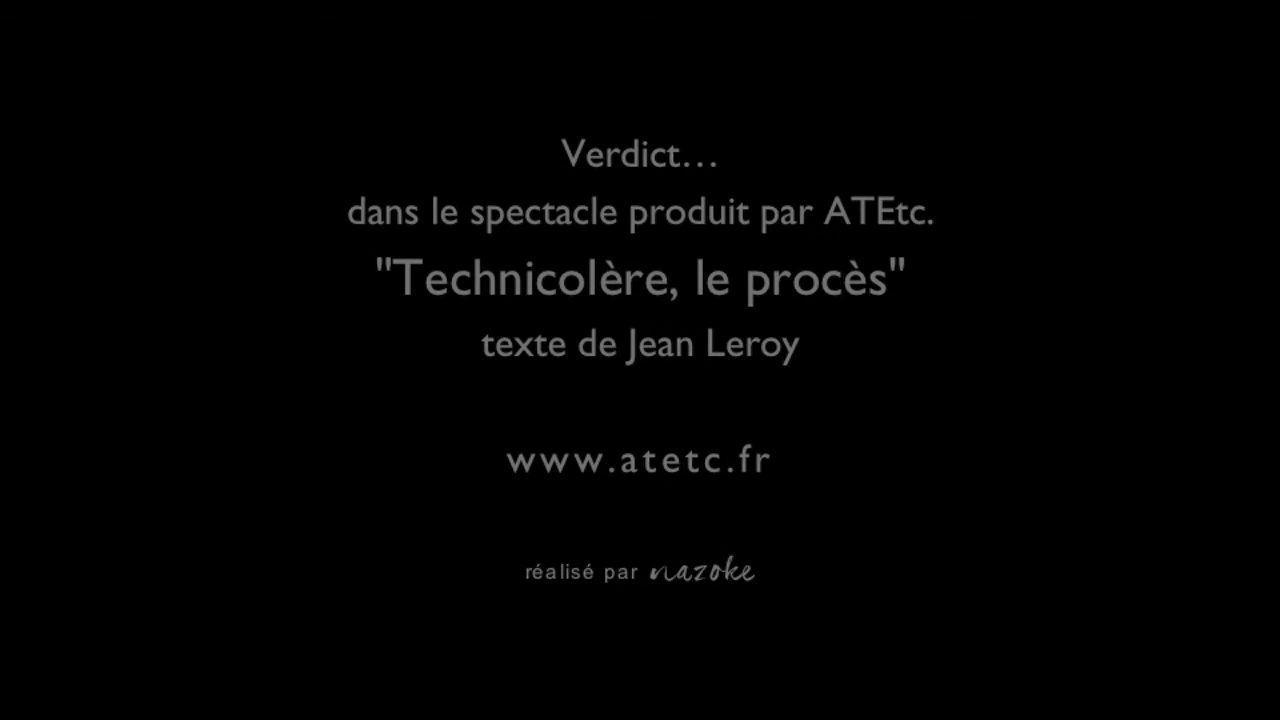 Verdict…
dans le spectacle produit par ATEtc.
"Technicolère, le procès"
texte de Jean Leroy
www.atetc.fr
réalisé par nazoke